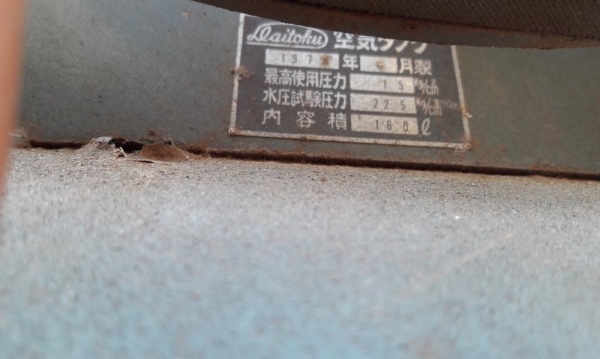 Daitoku 空気タンク
197 年 月製
最高使用圧力 15 Kg/c㎡
水圧試験圧力 22.5 Kg/c㎡
内容積 160 ℓ